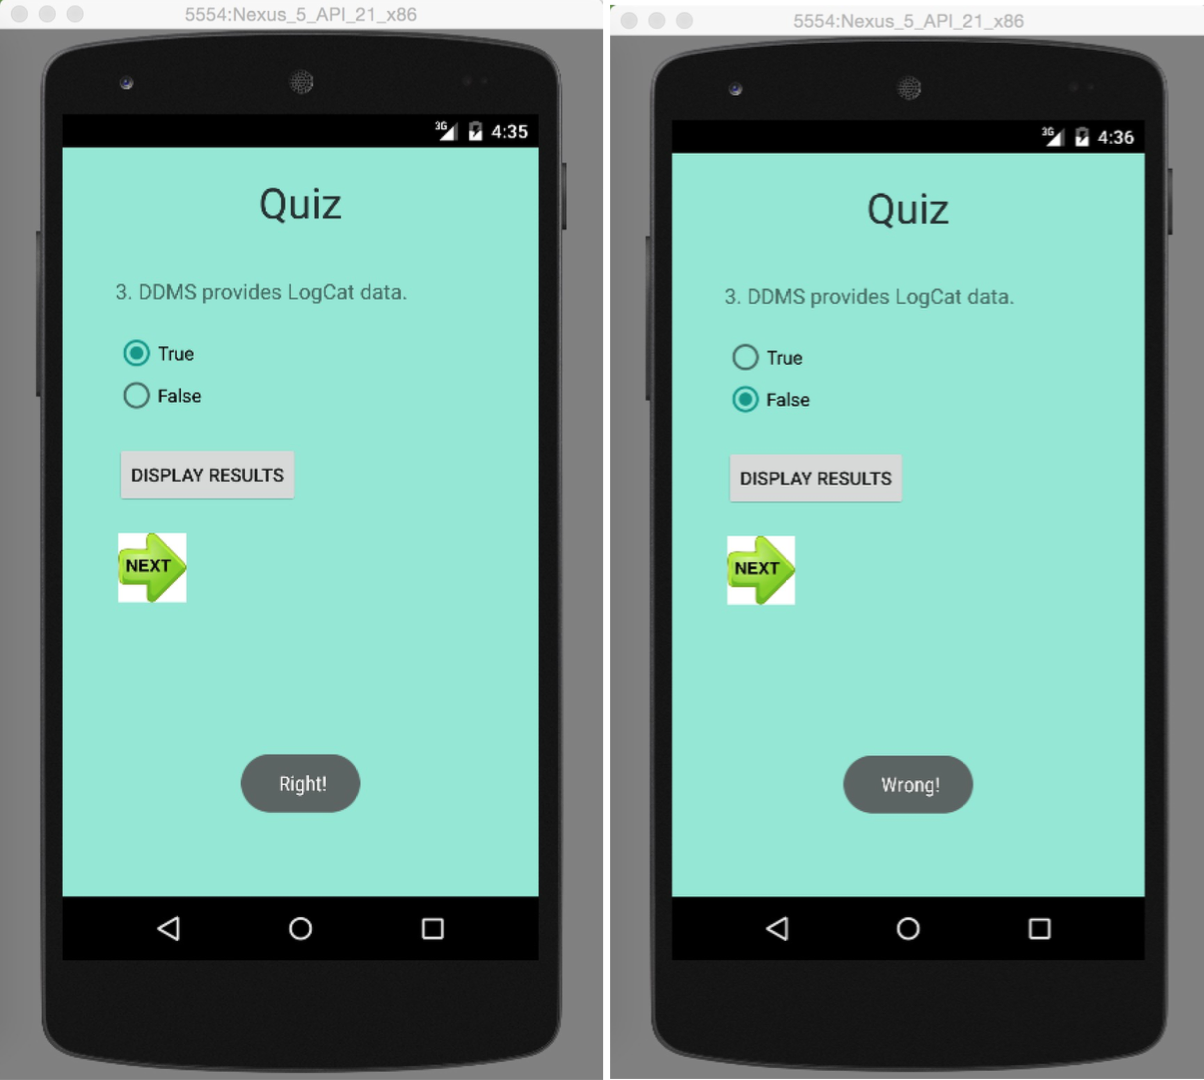 5554:Nexus_5_API_21_x86
3G 4:35
Quiz
3. DDMS provides LogCat data.
True
False
DISPLAY RESULTS
NEXT
Right!
5554:Nexus_5_API_21_x86
3G 4:36
Quiz
3. DDMS provides LogCat data.
True
False
DISPLAY RESULTS
NEXT
Wrong!